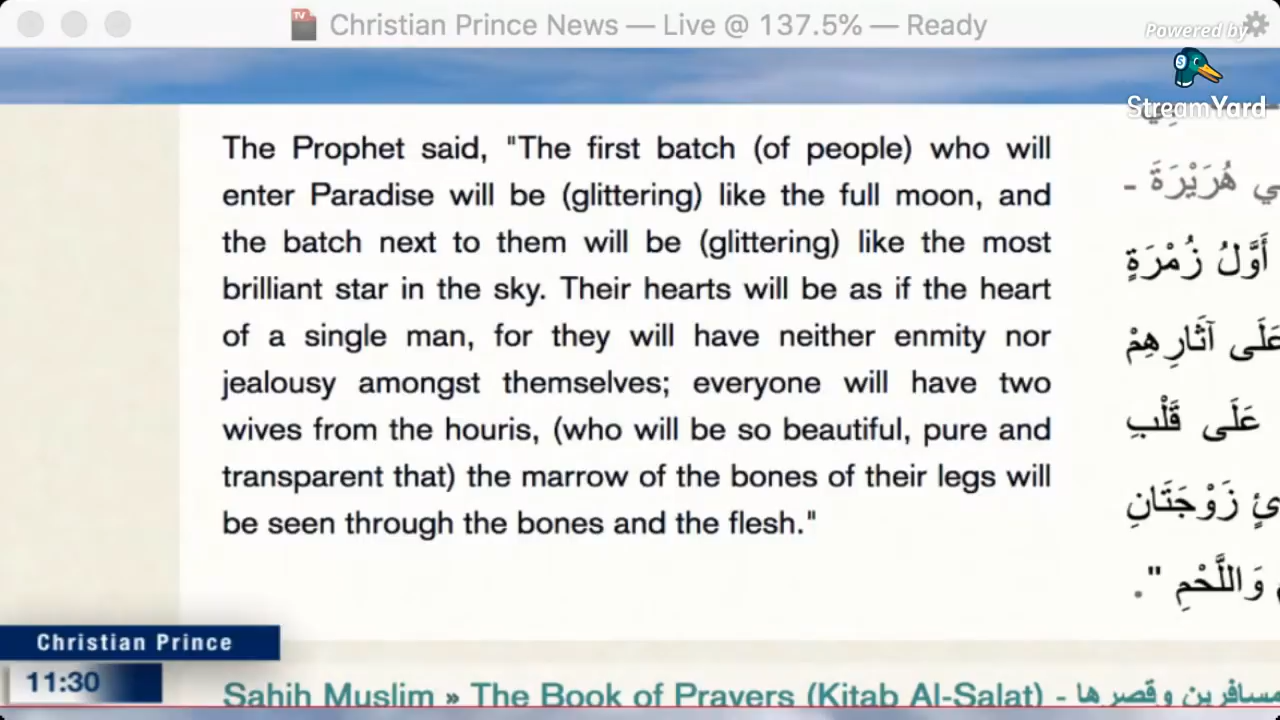 Christian Prince News — Live @ 137.5% — Ready
Powered by
StreamYard
The Prophet said, "The first batch (of people) who will
enter Paradise will be (glittering) like the full moon, and
the batch next to them will be (glittering) like the most
brilliant star in the sky. Their hearts will be as if the heart
of a single man, for they will have neither enmity nor
jealousy amongst themselves; everyone will have two
wives from the houris, (who will be so beautiful, pure and
transparent that) the marrow of the bones of their legs will
be seen through the bones and the flesh."
هُرَيْرَةَ -
أَوَّلُ زُمْرَةٍ
عَلَى آثَارِهِمْ
عَلَى قَلْبِ
زَوْجَتَانِ
وَاللَّحْمِ ".
Christian Prince
11:30
Sahih Muslim » The Book of Prayers (Kitab Al-Salat) - مسافرين وقصرها